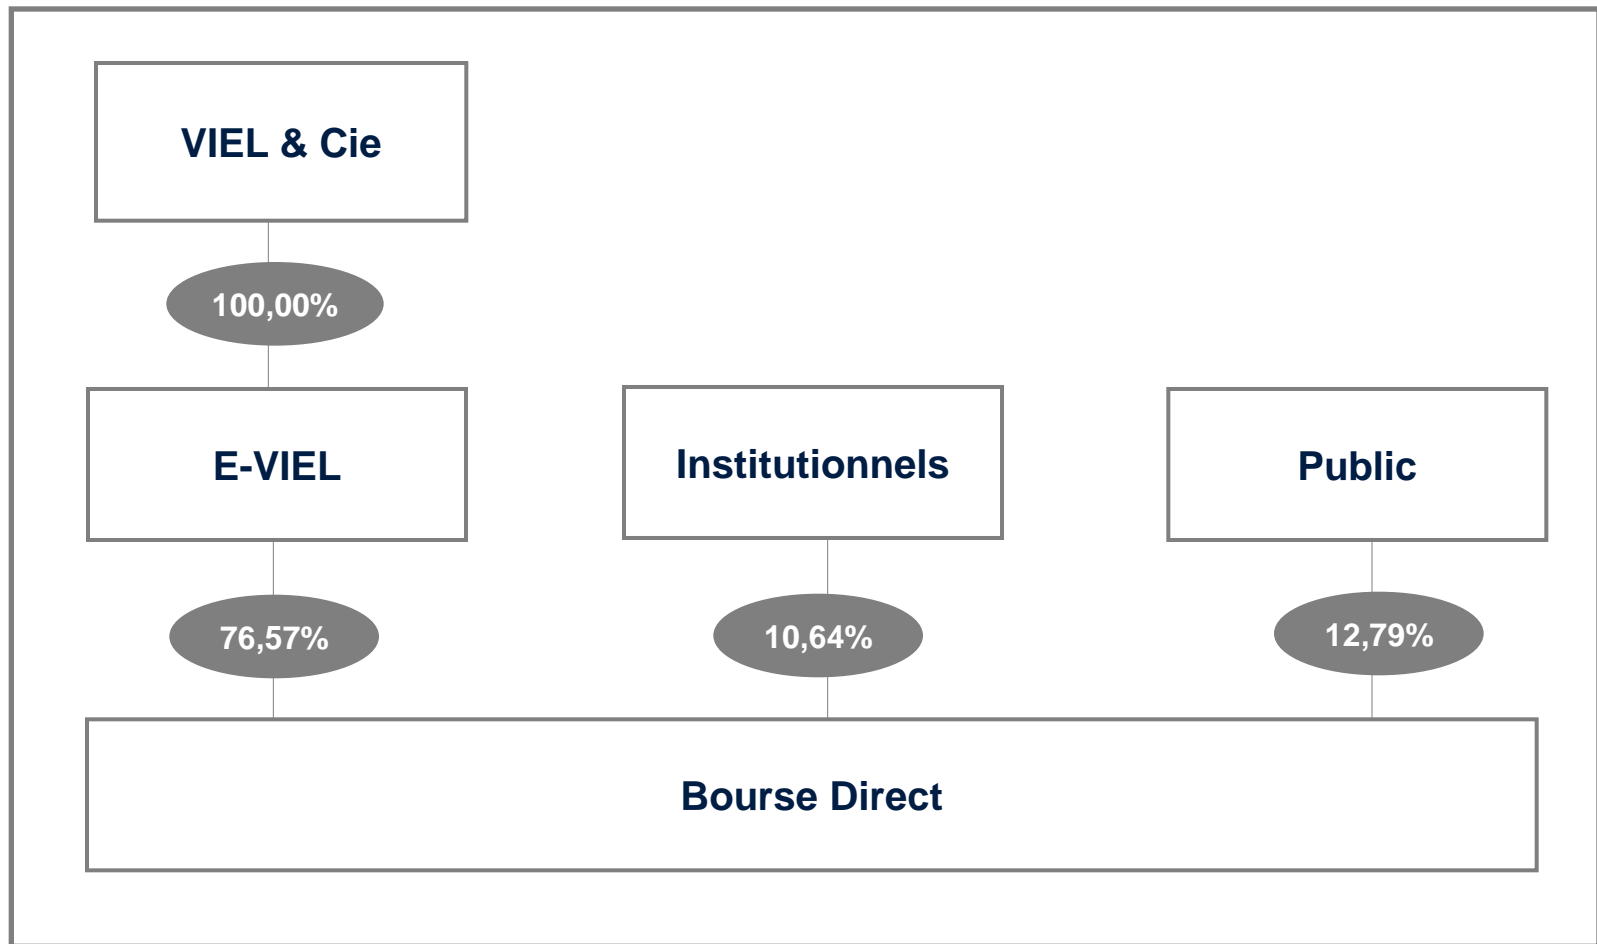 VIEL & Cie
100,00%
E-VIEL
Institutionnels
Public
76,57%
10,64%
12,79%
Bourse Direct